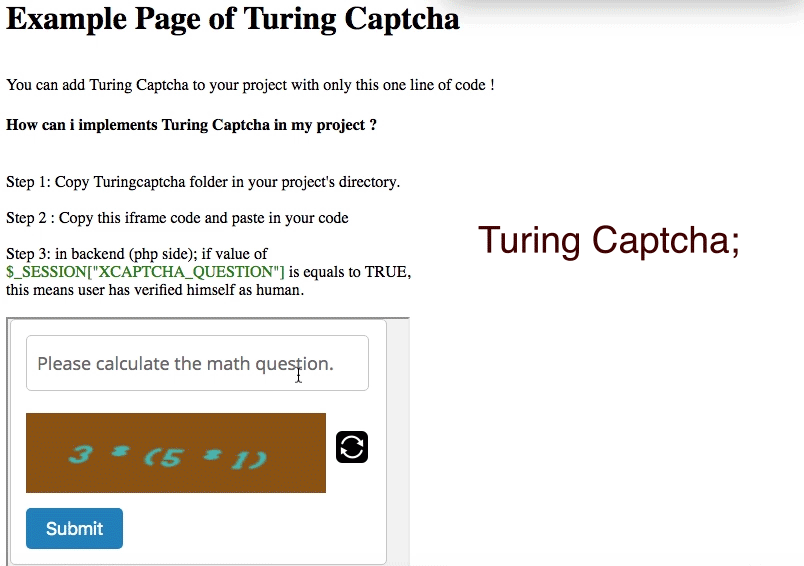 Example Page of Turing Captcha
You can add Turing Captcha to your project with only this one line of code !
How can i implements Turing Captcha in my project ?
Step 1: Copy Turingcaptcha folder in your project's directory.
Step 2 : Copy this iframe code and paste in your code
Step 3: in backend (php side); if value of
$_SESSION["XCAPTCHA_QUESTION"] is equals to TRUE,
this means user has verified himself as human.
Turing Captcha;
Please calculate the math question.
3 * (5 * 1)
Submit